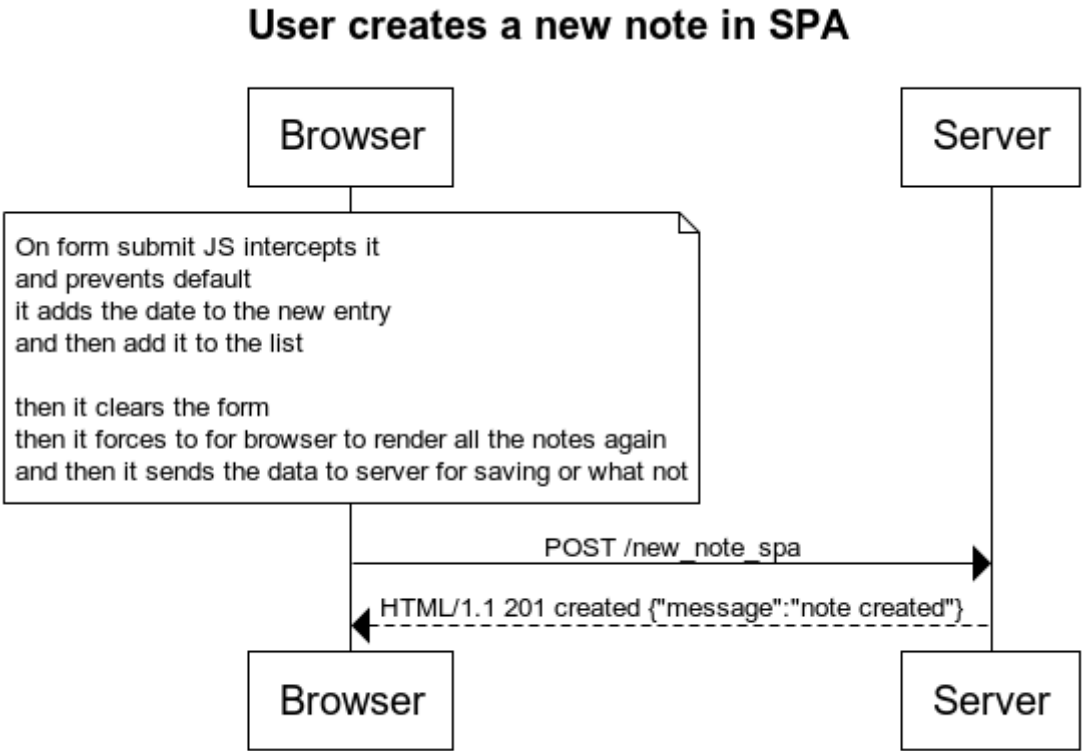 User creates a new note in SPA
Browser
Server
On form submit JS intercepts it
and prevents default
it adds the date to the new entry
and then add it to the list
then it clears the form
then it forces to for browser to render all the notes again
and then it sends the data to server for saving or what not
POST /new_note_spa
HTML/1.1 201 created {"message":"note created"}
Browser
Server